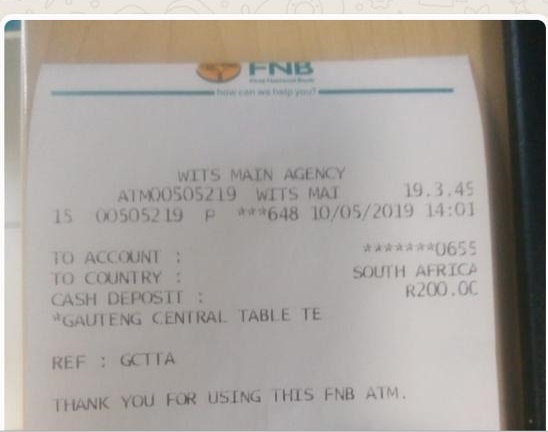 FNB
First National Bank
how can we help you?
WITS MAIN AGENCY
ATM00505219 WITS MAI 19.3.45
15 00505219 P ***648 10/05/2019 14:01
TO ACCOUNT : *******0655
TO COUNTRY : SOUTH AFRICA
CASH DEPOSIT : R200.00
*GAUTENG CENTRAL TABLE TE
REF : GCTTA
THANK YOU FOR USING THIS FNB ATM.